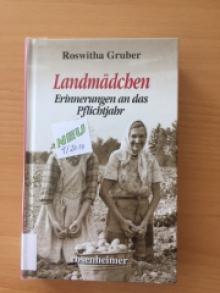 Roswitha Gruber
Landmädchen
Erinnerungen an das
Pflichtjahr
NEU
rosenheimer